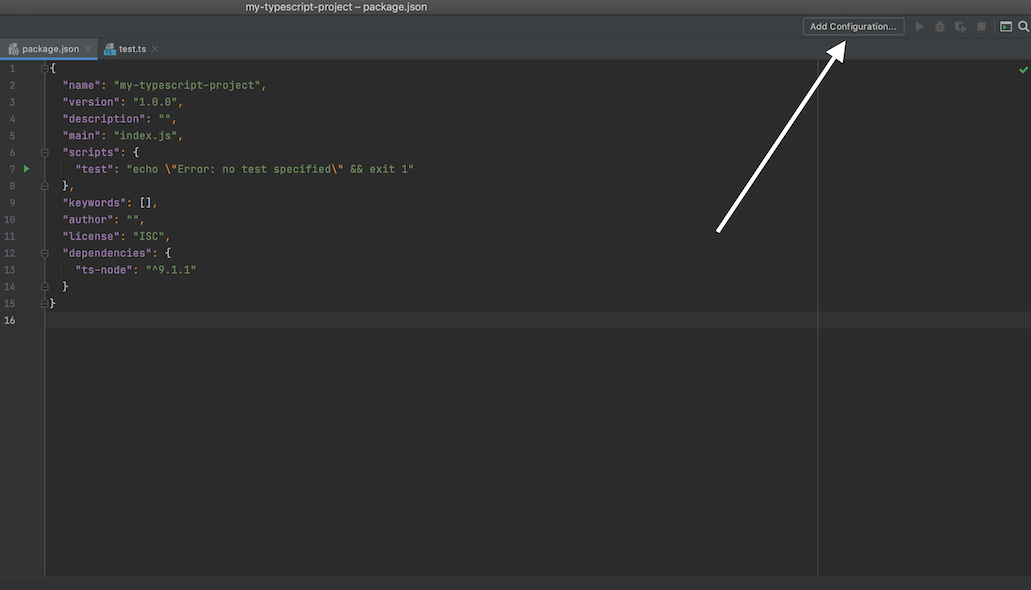 my-typescript-project – package.json
Add Configuration...
package.json
test.ts
1 {
2 "name": "my-typescript-project",
3 "version": "1.0.0",
4 "description": "",
5 "main": "index.js",
6 "scripts": {
7 "test": "echo \"Error: no test specified\" && exit 1"
8 },
9 "keywords": [],
10 "author": "",
11 "license": "ISC",
12 "dependencies": {
13 "ts-node": "^9.1.1"
14 }
15 }
16